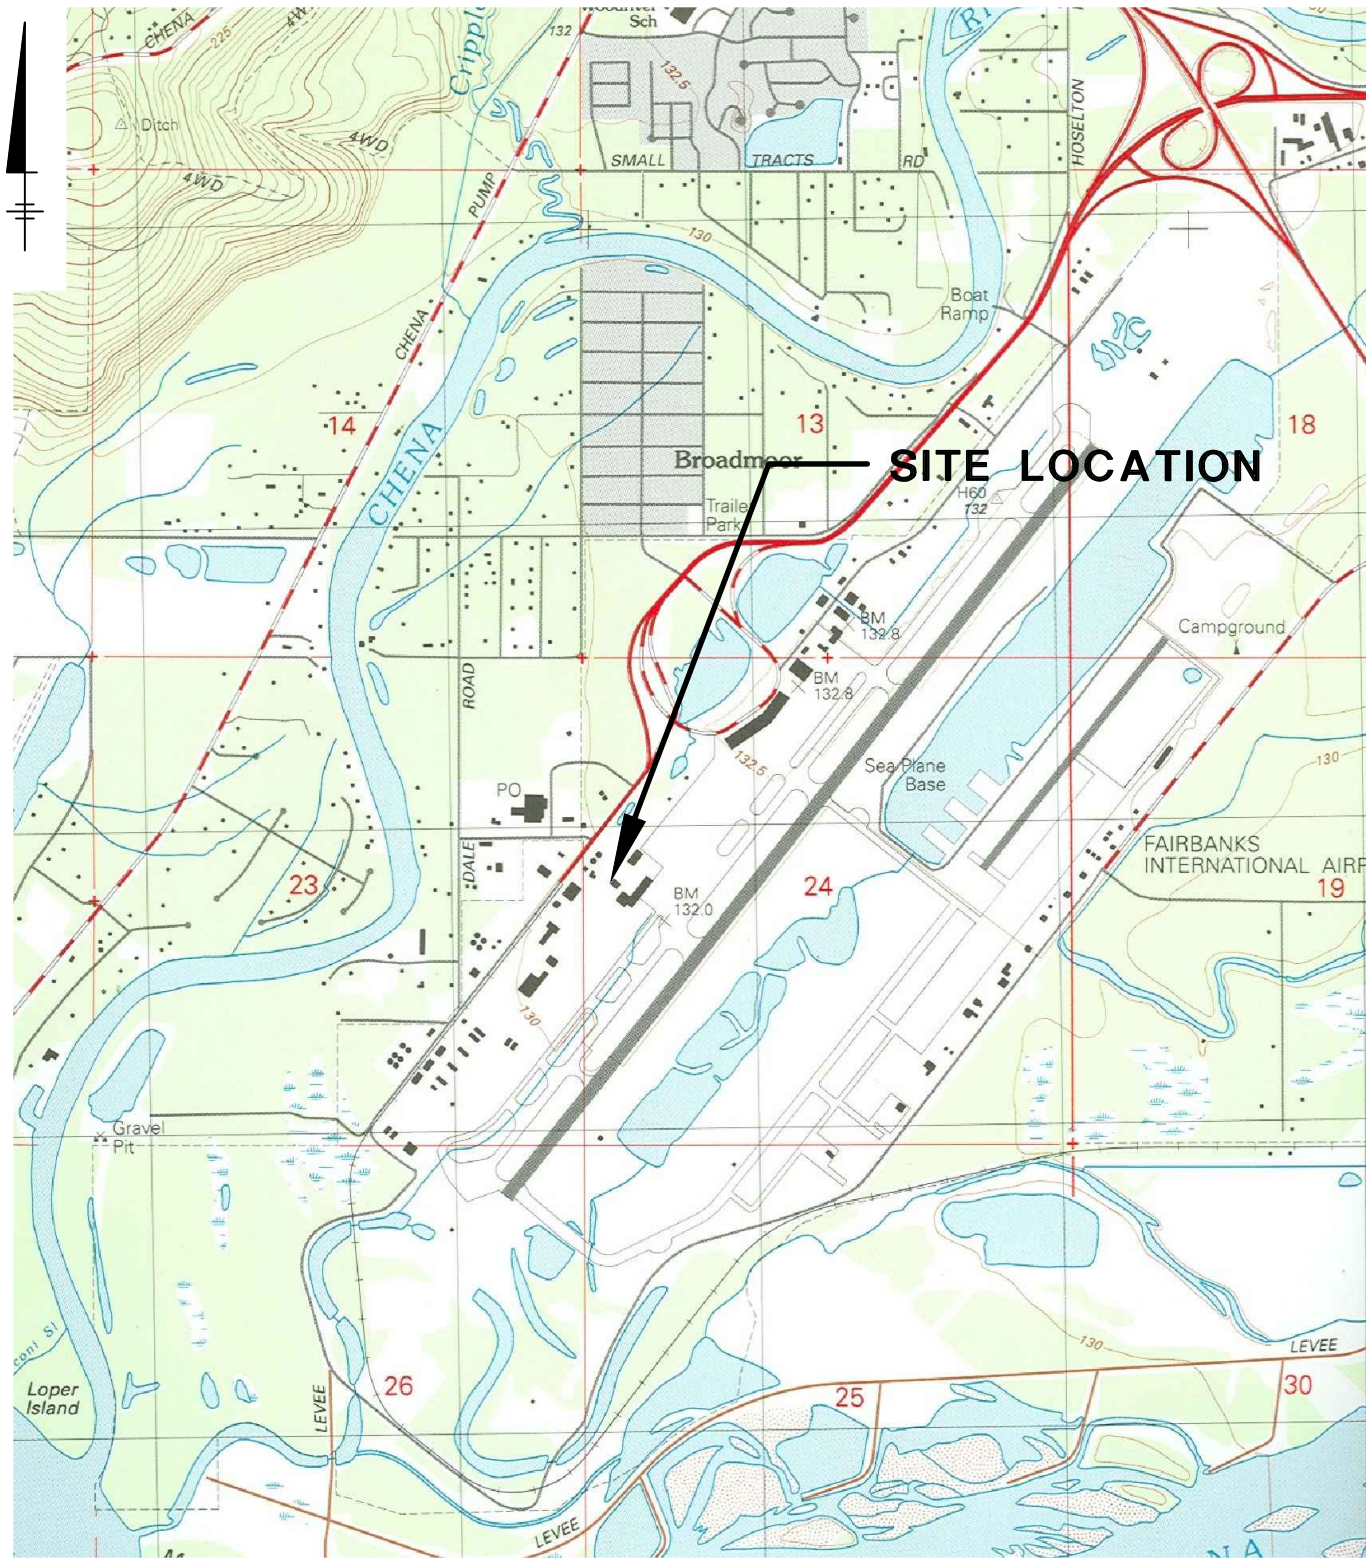 CHENA
225
4WD
Cripple
132
Sch
132.5
HOSELTON
Ditch
4WD
4WD
SMALL TRACTS RD
PUMP
130
CHENA
Boat
Ramp
14
13
18
CHENA
Broadmoor
SITE LOCATION
Trailer
Park
H60
132
BM
132.8
Campground
ROAD
BM
132.8
132.5
Sea Plane
Base
130
PO
DALE
FAIRBANKS
INTERNATIONAL AIRP
23
BM
132.0
24
19
130
Gravel
Pit
130
LEVEE
Loper
Island
LEVEE
26
25
30
LEVEE
NA